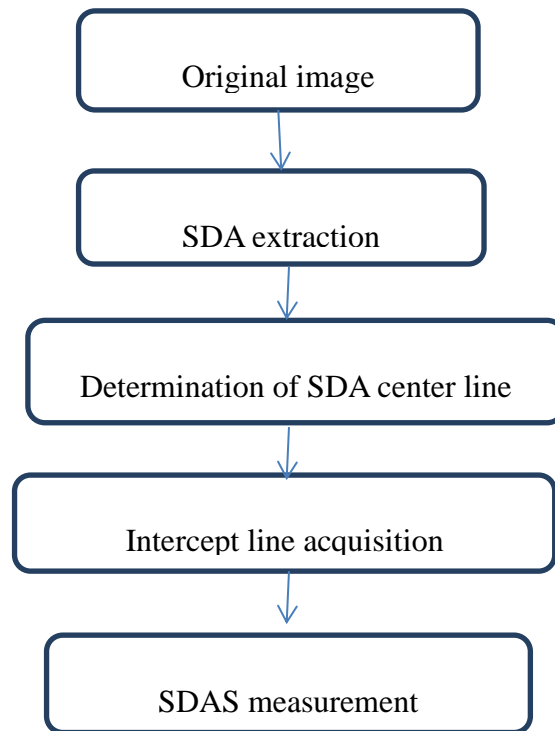 Original image
SDA extraction
Determination of SDA center line
Intercept line acquisition
SDAS measurement